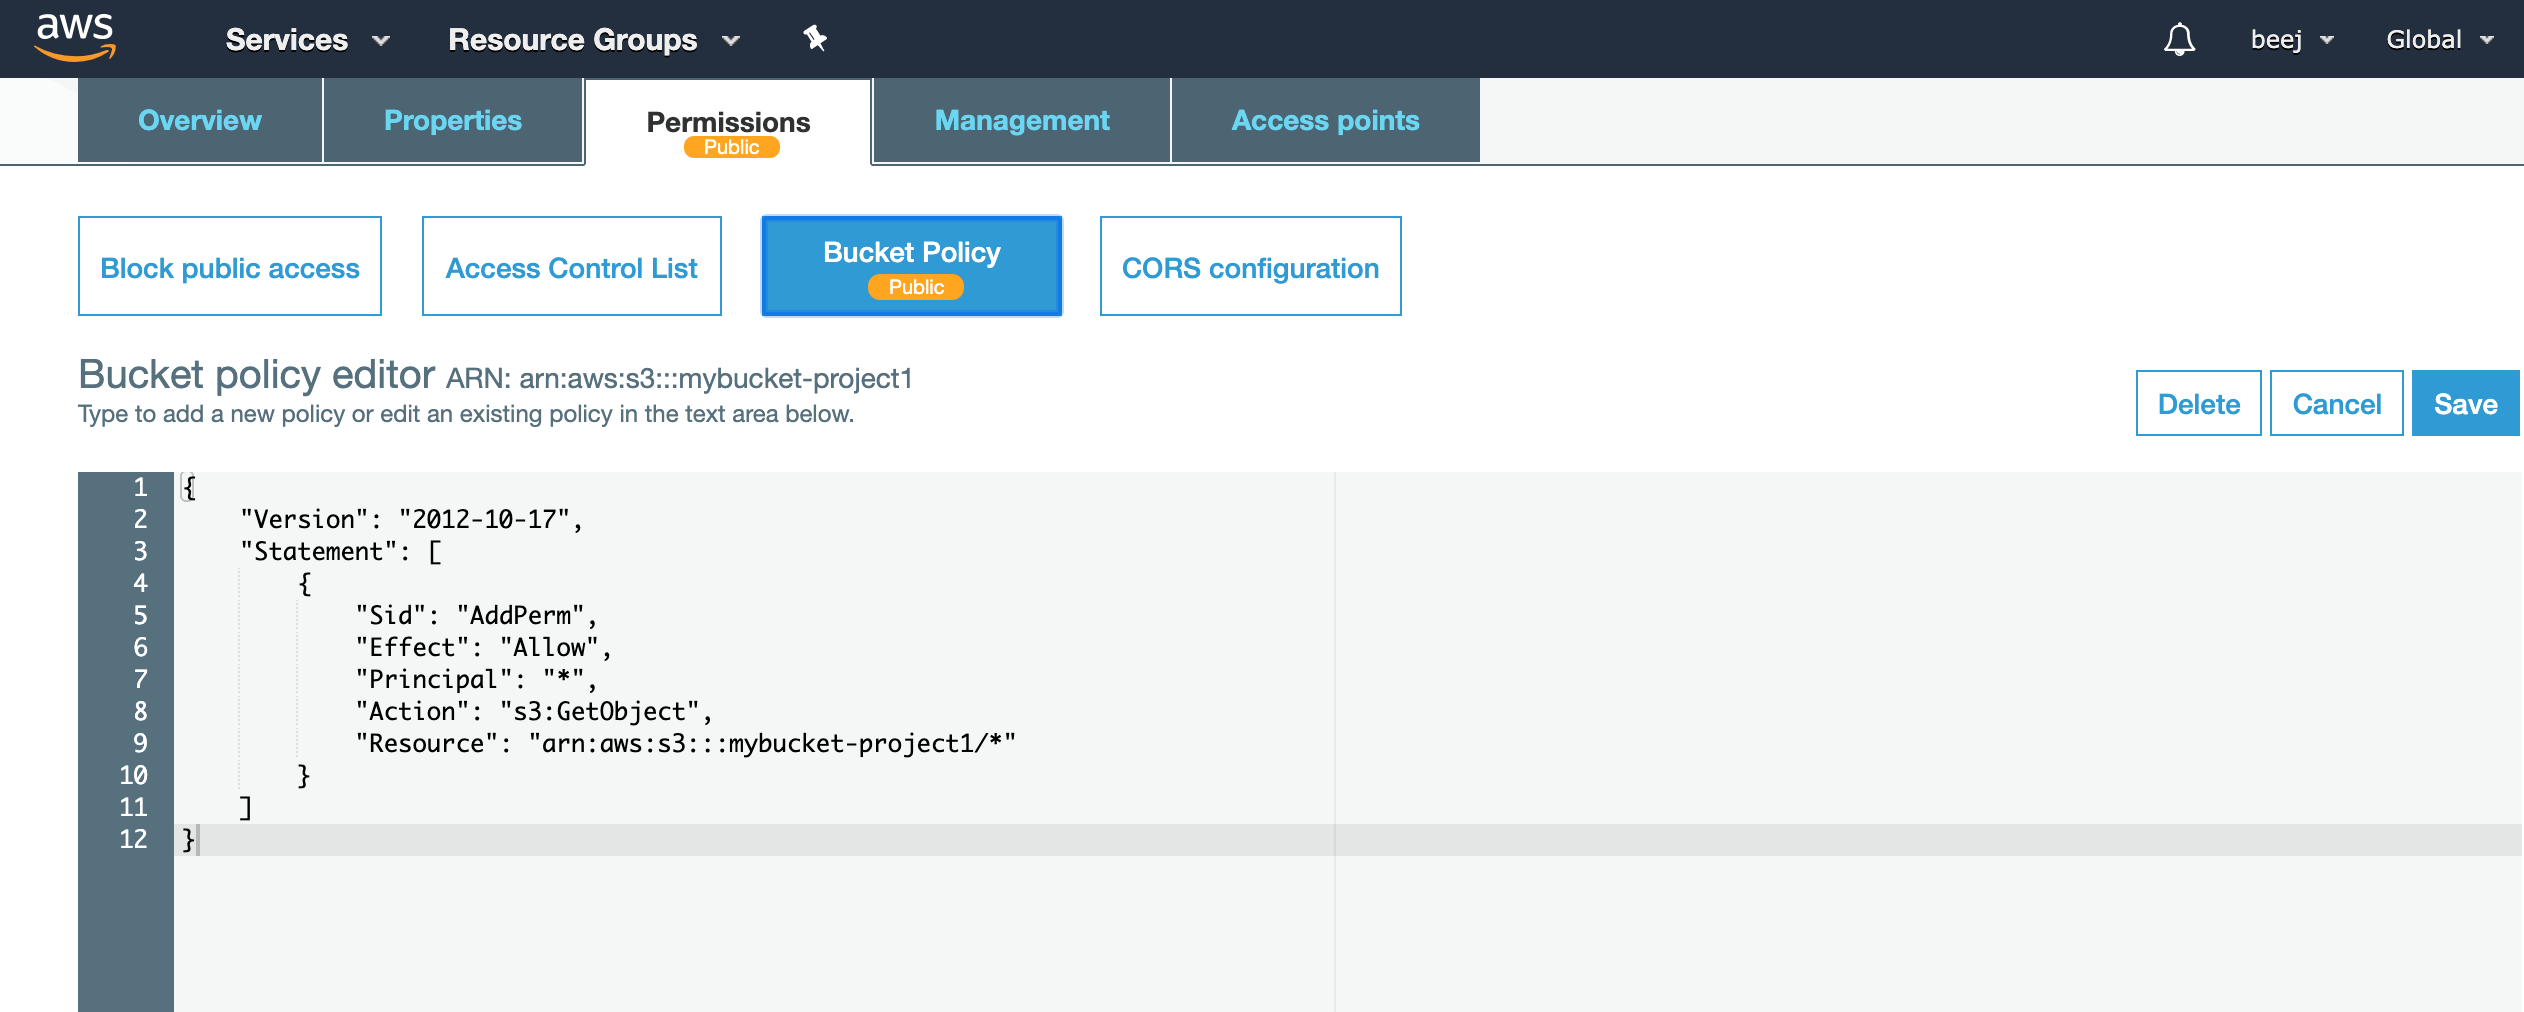 aws Services Resource Groups beej Global
Overview Properties Permissions Management Access points
Public
Block public access Access Control List Bucket Policy CORS configuration
Public
Bucket policy editor ARN: arn:aws:s3:::mybucket-project1
Type to add a new policy or edit an existing policy in the text area below.
Delete Cancel Save
1 {
2 "Version": "2012-10-17",
3 "Statement": [
4 {
5 "Sid": "AddPerm",
6 "Effect": "Allow",
7 "Principal": "*",
8 "Action": "s3:GetObject",
9 "Resource": "arn:aws:s3:::mybucket-project1/*"
10 }
11 ]
12 }